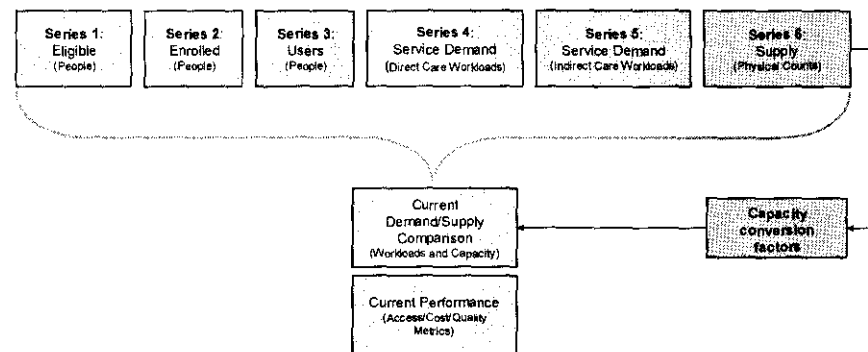 Series 1:
Eligible
(People)
Series 2:
Enrolled
(People)
Series 3:
Users
(People)
Series 4:
Service Demand
(Direct Care Workloads)
Series 5:
Service Demand
(Indirect Care Workloads)
Series 6:
Supply
(Physical Counts)
Current
Demand/Supply
Comparison
(Workloads and Capacity)
Capacity
conversion
factors
Current Performance
(Access/Cost/Quality
Metrics)